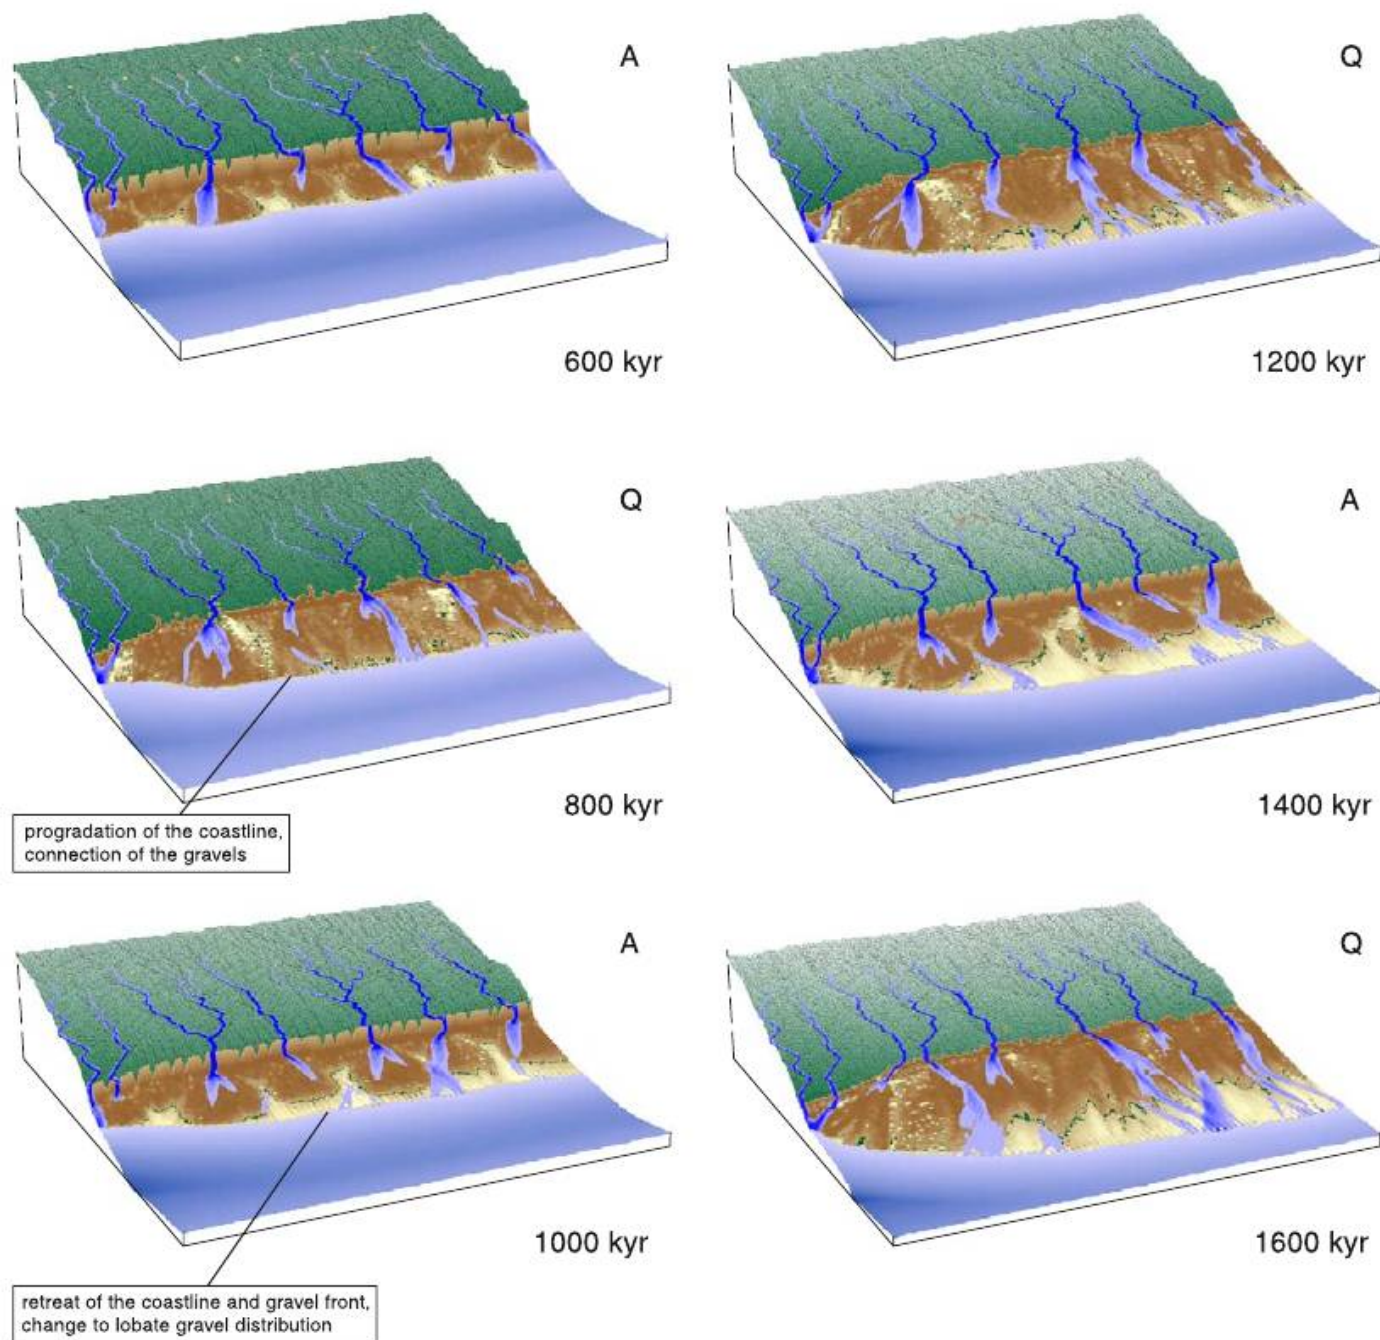 A
600 kyr
Q
800 kyr
progradation of the coastline,
connection of the gravels
A
1000 kyr
retreat of the coastline and gravel front,
change to lobate gravel distribution
Q
1200 kyr
A
1400 kyr
Q
1600 kyr